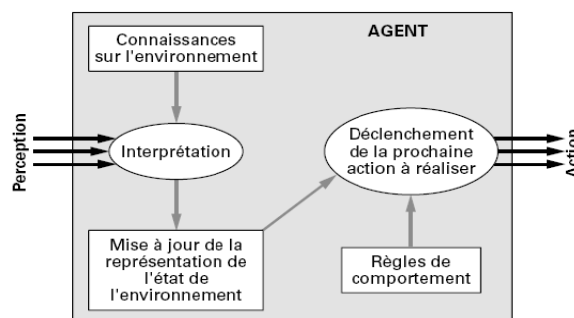 AGENT
Connaissances
sur l'environnement
Perception
Interprétation
Déclenchement
de la prochaine
action à réaliser
Action
Mise à jour de la
représentation de
l'état de
l'environnement
Règles de
comportement